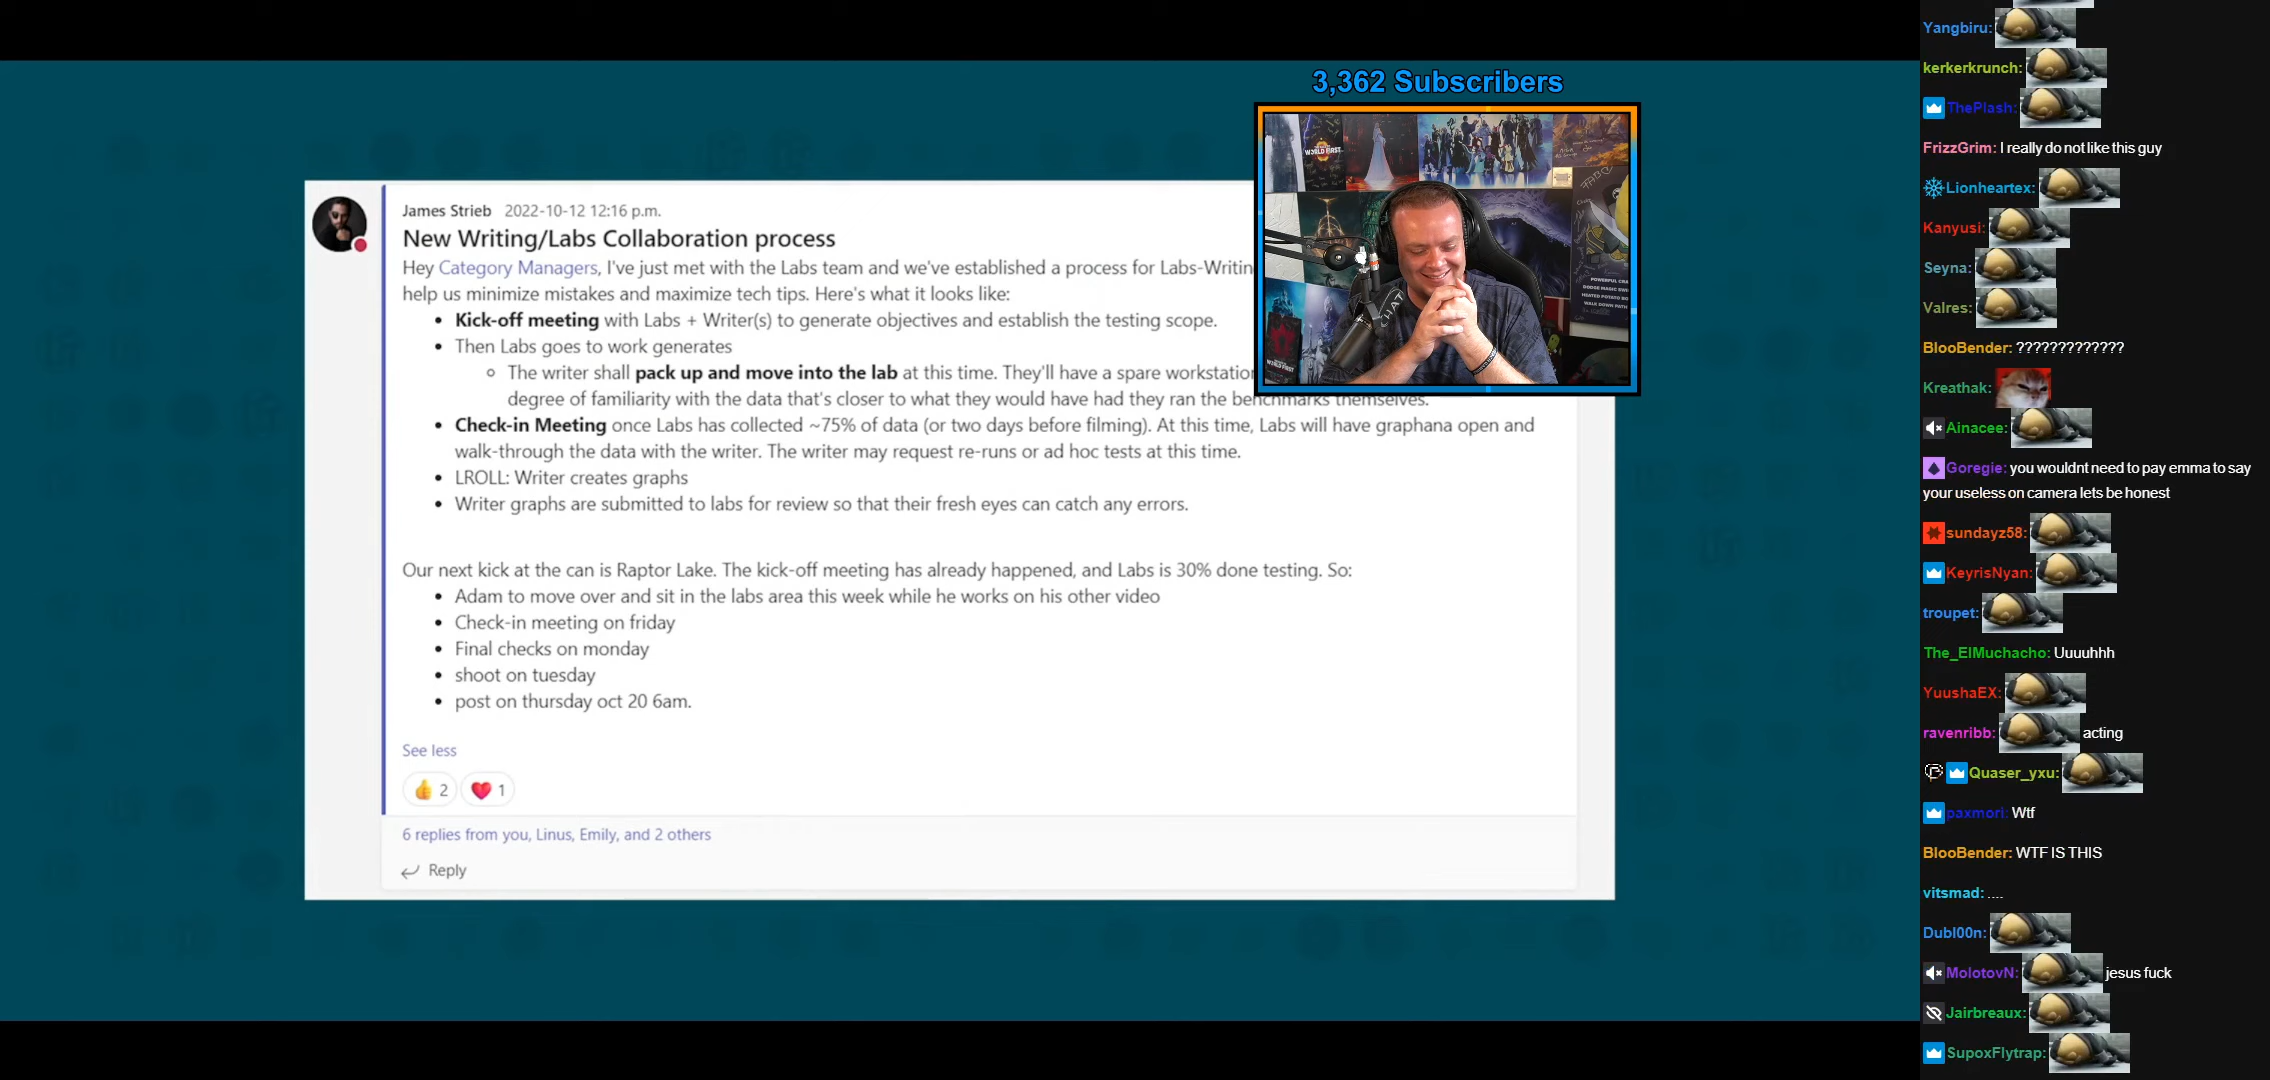 3,362 Subscribers
James Strieb 2022-10-12 12:16 p.m.
New Writing/Labs Collaboration process
Hey Category Managers, I've just met with the Labs team and we've established a process for Labs-Writin
help us minimize mistakes and maximize tech tips. Here's what it looks like:
• Kick-off meeting with Labs + Writer(s) to generate objectives and establish the testing scope.
• Then Labs goes to work generates
○ The writer shall pack up and move into the lab at this time. They'll have a spare workstation
degree of familiarity with the data that's closer to what they would have had they ran the benchmarks themselves.
• Check-in Meeting once Labs has collected ~75% of data (or two days before filming). At this time, Labs will have graphana open and
walk-through the data with the writer. The writer may request re-runs or ad hoc tests at this time.
• LROLL: Writer creates graphs
• Writer graphs are submitted to labs for review so that their fresh eyes can catch any errors.
Our next kick at the can is Raptor Lake. The kick-off meeting has already happened, and Labs is 30% done testing. So:
• Adam to move over and sit in the labs area this week while he works on his other video
• Check-in meeting on friday
• Final checks on monday
• shoot on tuesday
• post on thursday oct 20 6am.
See less
2 1
6 replies from you, Linus, Emily, and 2 others
Reply
WORLD FIRST
CHAT
Yangbiru:
kerkerkrunch:
ThePlash:
FrizzGrim: I really do not like this guy
Lionheartex:
Kanyusi:
Seyna:
Valres:
BlooBender: ?????????????
Kreathak:
Ainacee:
Goregie: you wouldnt need to pay emma to say
your useless on camera lets be honest
sundayz58:
KeyrisNyan:
troupet:
The_ElMuchacho: Uuuuhhh
YuushaEX:
ravenribb: acting
Quaser_yxu:
paxmori: Wtf
BlooBender: WTF IS THIS
vitsmad: ....
Dubl00n:
MolotovN: jesus fuck
Jairbreaux:
SupoxFlytrap: